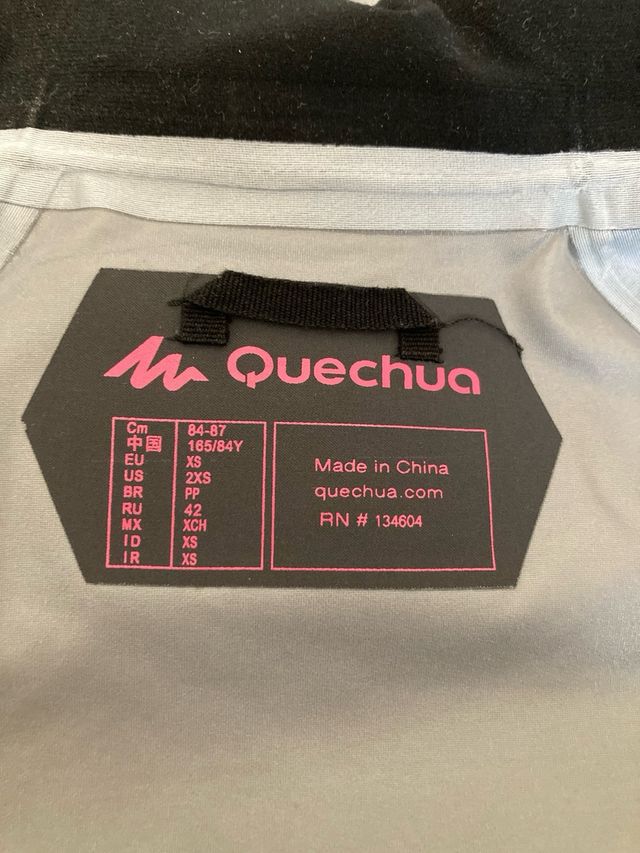 Quechua
Cm 84-87
中国 165/84Y
EU XS
US 2XS
BR PP
RU 42
MX XCH
ID XS
IR XS
Made in China
quechua.com
RN # 134604